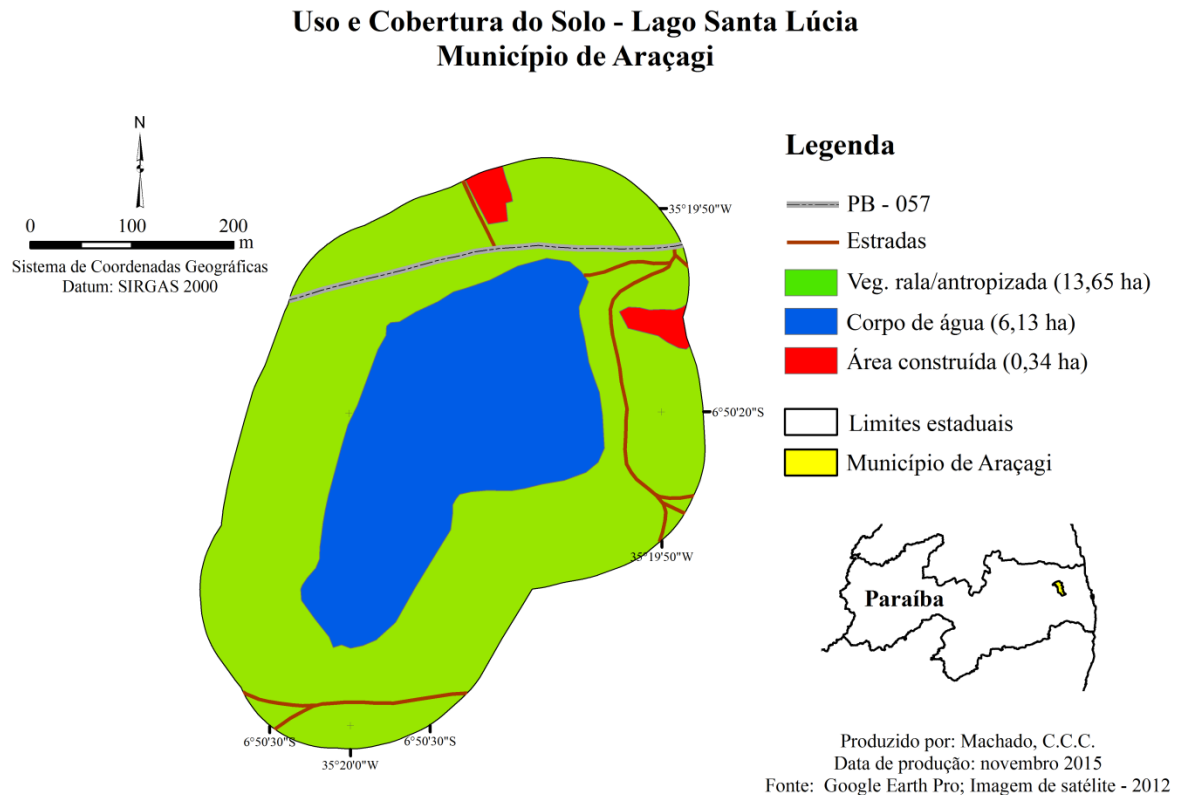 Uso e Cobertura do Solo - Lago Santa Lúcia
Município de Araçagi
N
0 100 200
m
Sistema de Coordenadas Geográficas
Datum: SIRGAS 2000
35°19'50"W
6°50'20"S
35°19'50"W
6°50'30"S
6°50'30"S
35°20'0"W
Legenda
PB - 057
Estradas
Veg. rala/antropizada (13,65 ha)
Corpo de água (6,13 ha)
Área construída (0,34 ha)
Limites estaduais
Município de Araçagi
Paraíba
Produzido por: Machado, C.C.C.
Data de produção: novembro 2015
Fonte: Google Earth Pro; Imagem de satélite - 2012